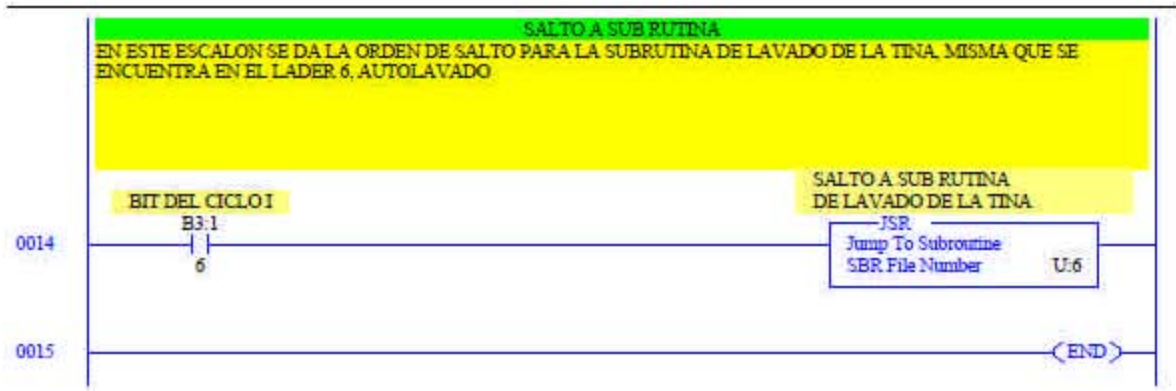 SALTO A SUB RUTINA
EN ESTE ESCALON SE DA LA ORDEN DE SALTO PARA LA SUBRUTINA DE LAVADO DE LA TINA, MISMA QUE SE
ENCUENTRA EN EL LADER 6, AUTOLAVADO
SALTO A SUB RUTINA
DE LAVADO DE LA TINA
BIT DEL CICLO I
B3:1
JSR
0014
Jump To Subroutine
6
SBR File Number U:6
0015
END